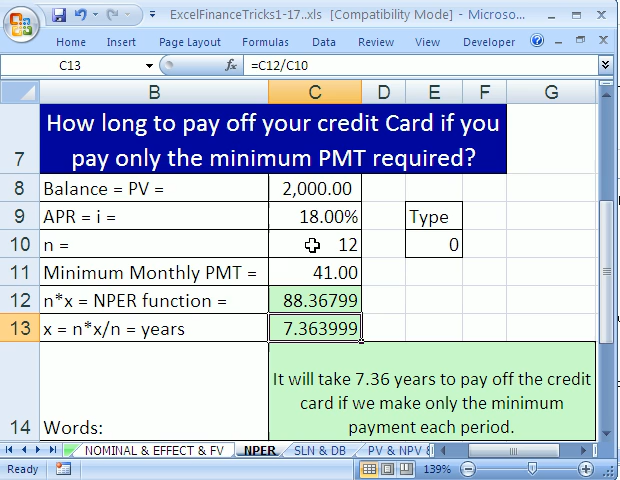 ExcelFinanceTricks1-17..xls [Compatibility Mode] - Microso...
Home Insert Page Layout Formulas Data Review View Developer
C13 fx =C12/C10
B C D E F G
7 How long to pay off your credit Card if you
pay only the minimum PMT required?
8 Balance = PV = 2,000.00
9 APR = i = 18.00% Type
10 n = 12 0
11 Minimum Monthly PMT = 41.00
12 n*x = NPER function = 88.36799
13 x = n*x/n = years 7.363999
It will take 7.36 years to pay off the credit
card if we make only the minimum
14 Words: payment each period.
NOMINAL & EFFECT & FV NPER SLN & DB PV & NPV &
Ready 139%